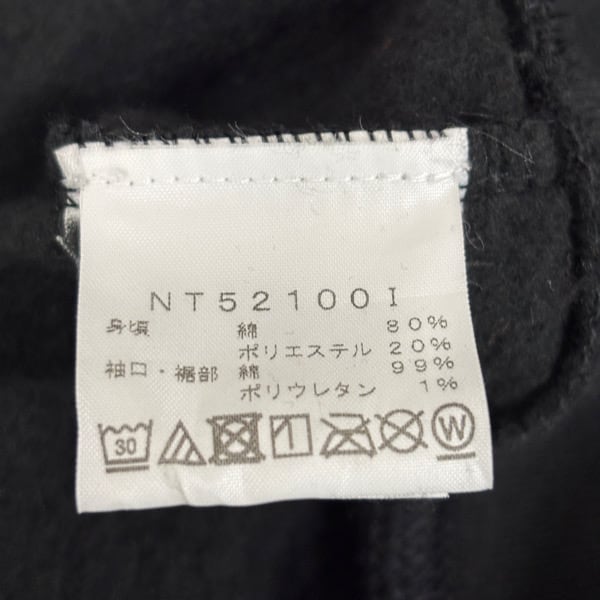 NT52100I
身頃 綿 80%
ポリエステル 20%
袖口・裾部 綿 99%
ポリウレタン 1%
30 W